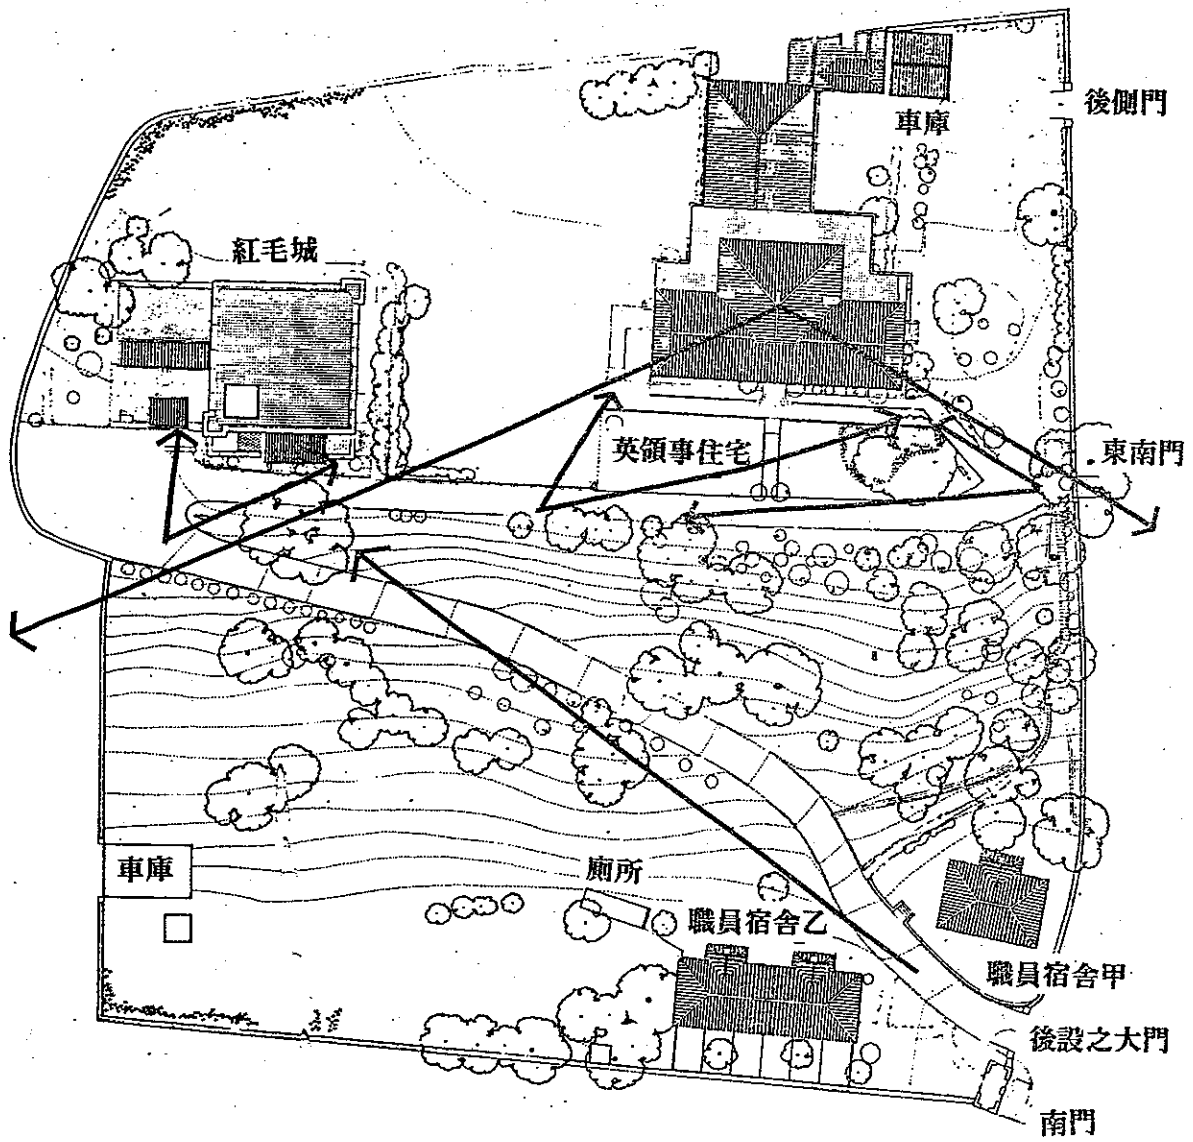 後側門
車庫
紅毛城
英領事住宅
東南門
車庫
廁所
職員宿舍乙
職員宿舍甲
後設之大門
南門